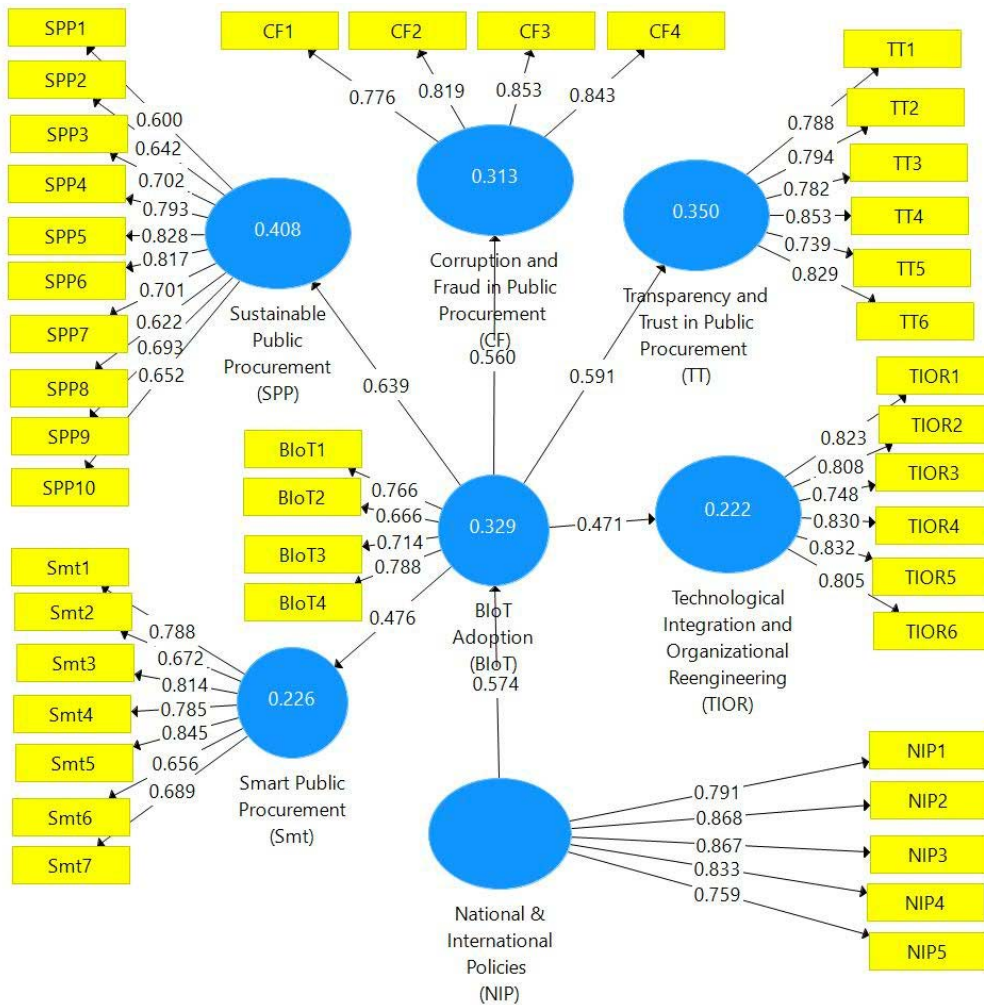 SPP1
SPP2
SPP3
SPP4
SPP5
SPP6
SPP7
SPP8
SPP9
SPP10
0.600
0.642
0.702
0.793
0.828
0.817
0.701
0.622
0.693
0.652
0.408
Sustainable
Public
Procurement
(SPP)
CF1
CF2
CF3
CF4
0.776
0.819
0.853
0.843
0.313
Corruption and
Fraud in Public
Procurement
(CF)
TT1
TT2
TT3
TT4
TT5
TT6
0.788
0.794
0.782
0.853
0.739
0.829
0.350
Transparency and
Trust in Public
Procurement
(TT)
0.639
0.560
0.591
BIoT1
BIoT2
BIoT3
BIoT4
0.766
0.666
0.714
0.788
0.329
BIoT
Adoption
(BIoT)
0.471
0.476
0.574
TIOR1
TIOR2
TIOR3
TIOR4
TIOR5
TIOR6
0.823
0.808
0.748
0.830
0.832
0.805
0.222
Technological
Integration and
Organizational
Reengineering
(TIOR)
Smt1
Smt2
Smt3
Smt4
Smt5
Smt6
Smt7
0.788
0.672
0.814
0.785
0.845
0.656
0.689
0.226
Smart Public
Procurement
(Smt)
NIP1
NIP2
NIP3
NIP4
NIP5
0.791
0.868
0.867
0.833
0.759
National &
International
Policies
(NIP)